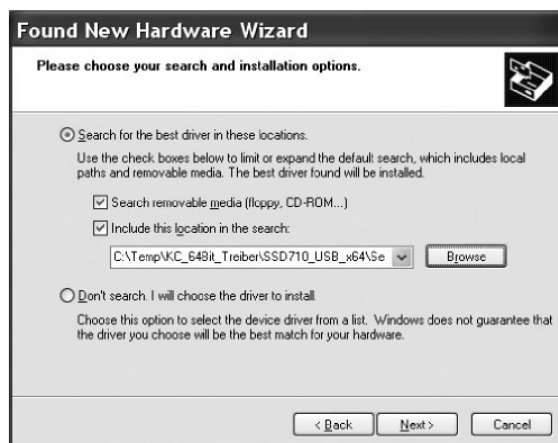 Found New Hardware Wizard
Please choose your search and installation options.
Search for the best driver in these locations.
Use the check boxes below to limit or expand the default search, which includes local
paths and removable media. The best driver found will be installed.
Search removable media (floppy, CD-ROM...)
Include this location in the search:
C:\Temp\KC_64Bit_Treiber\SSD710_USB_x64\Se
Browse
Don't search. I will choose the driver to install.
Choose this option to select the device driver from a list. Windows does not guarantee that
the driver you choose will be the best match for your hardware.
< Back
Next >
Cancel